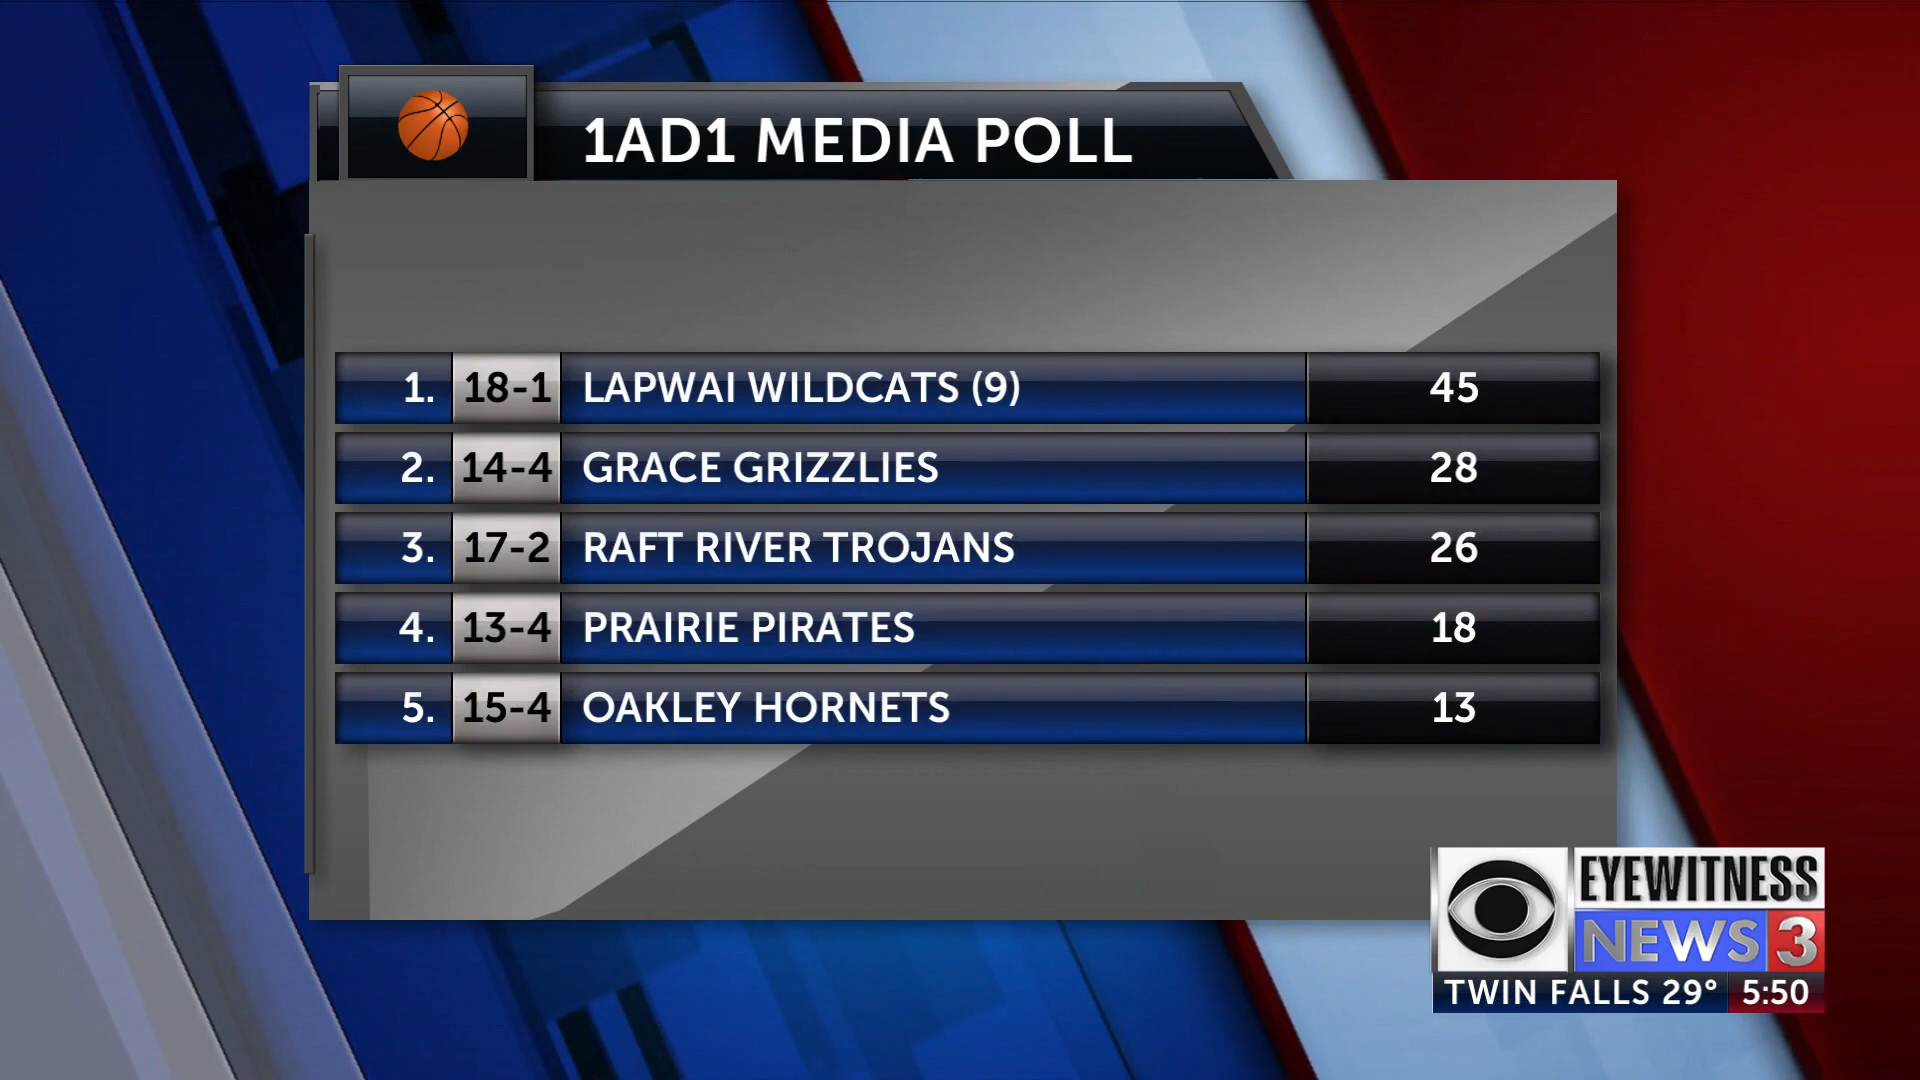 1AD1 MEDIA POLL
1. 18-1 LAPWAI WILDCATS (9) 45
2. 14-4 GRACE GRIZZLIES 28
3. 17-2 RAFT RIVER TROJANS 26
4. 13-4 PRAIRIE PIRATES 18
5. 15-4 OAKLEY HORNETS 13
EYEWITNESS
NEWS 3
TWIN FALLS 29° 5:50